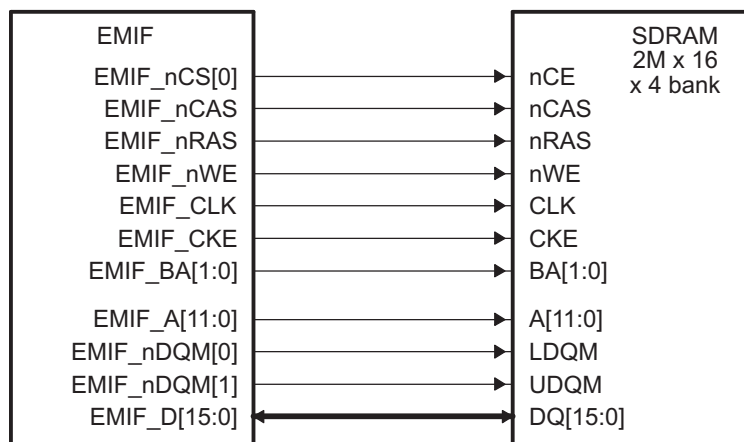 EMIF
EMIF_nCS[0]
EMIF_nCAS
EMIF_nRAS
EMIF_nWE
EMIF_CLK
EMIF_CKE
EMIF_BA[1:0]
EMIF_A[11:0]
EMIF_nDQM[0]
EMIF_nDQM[1]
EMIF_D[15:0]
SDRAM
2M x 16
x 4 bank
nCE
nCAS
nRAS
nWE
CLK
CKE
BA[1:0]
A[11:0]
LDQM
UDQM
DQ[15:0]